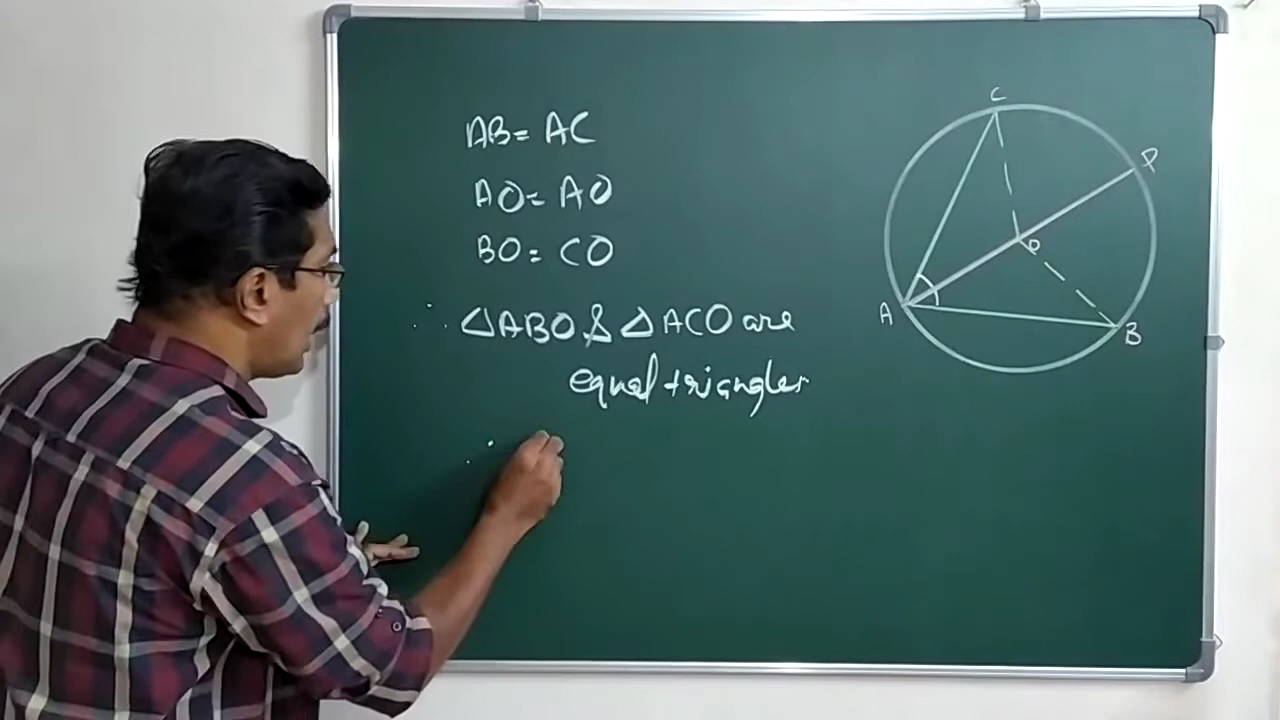 AB = AC
AO = AO
BO = CO
∴ △ABO & △ACO are
equal triangles
∴
C
P
O
A
B